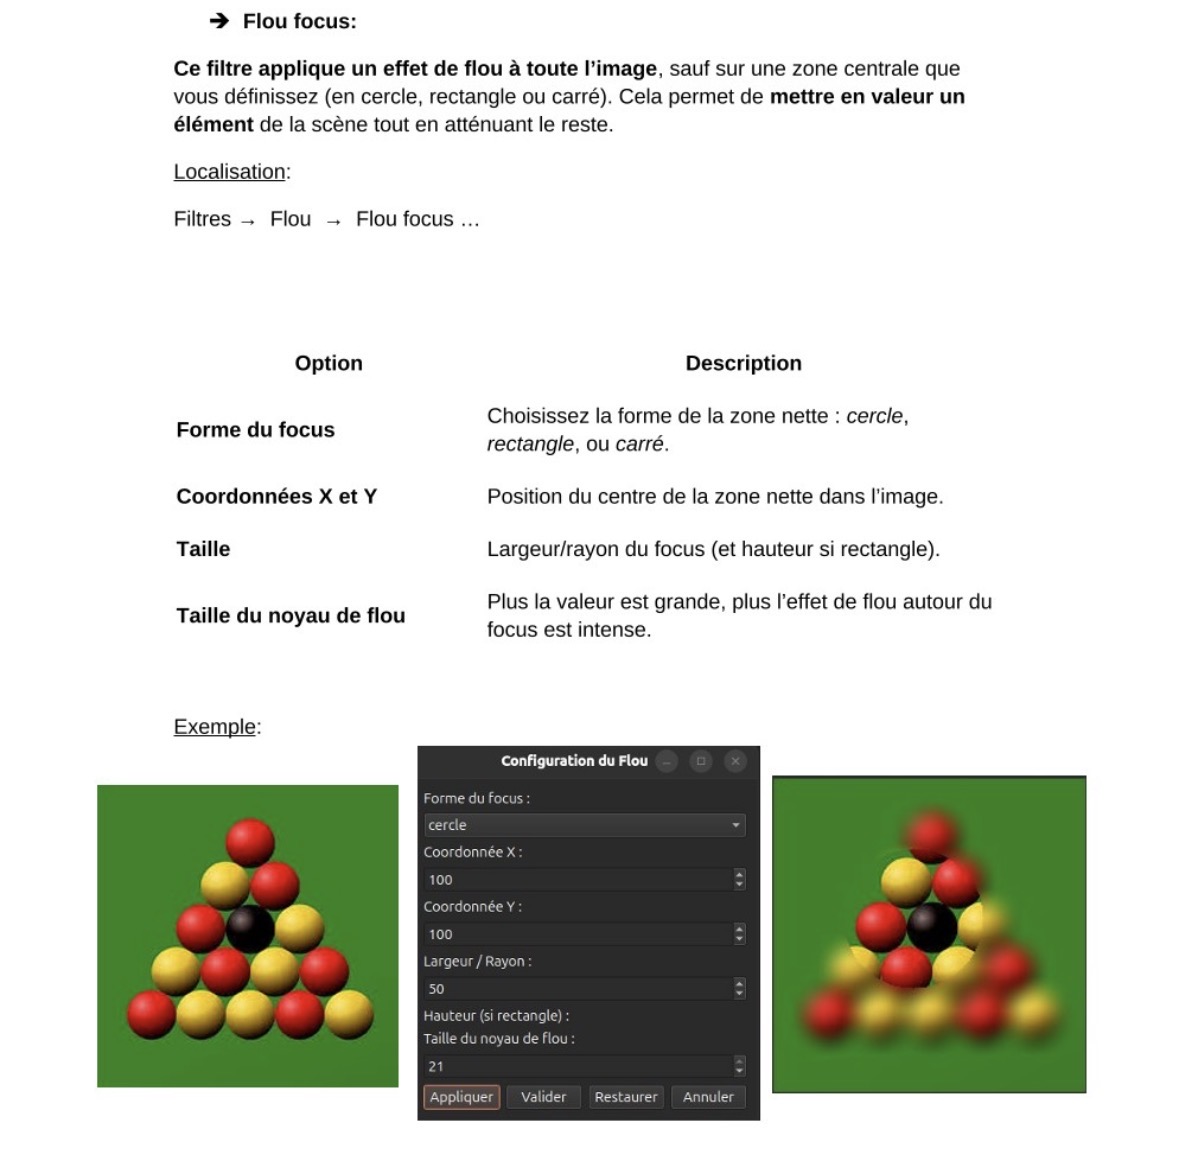 ➔ Flou focus:
Ce filtre applique un effet de flou à toute l’image, sauf sur une zone centrale que
vous définissez (en cercle, rectangle ou carré). Cela permet de mettre en valeur un
élément de la scène tout en atténuant le reste.
Localisation:
Filtres → Flou → Flou focus …
Option Description
Forme du focus
Choisissez la forme de la zone nette : cercle,
rectangle, ou carré.
Coordonnées X et Y Position du centre de la zone nette dans l’image.
Taille Largeur/rayon du focus (et hauteur si rectangle).
Taille du noyau de flou
Plus la valeur est grande, plus l’effet de flou autour du
focus est intense.
Exemple:
Configuration du Flou
Forme du focus :
cercle
Coordonnée X :
100
Coordonnée Y :
100
Largeur / Rayon :
50
Hauteur (si rectangle) :
Taille du noyau de flou :
21
Appliquer Valider Restaurer Annuler